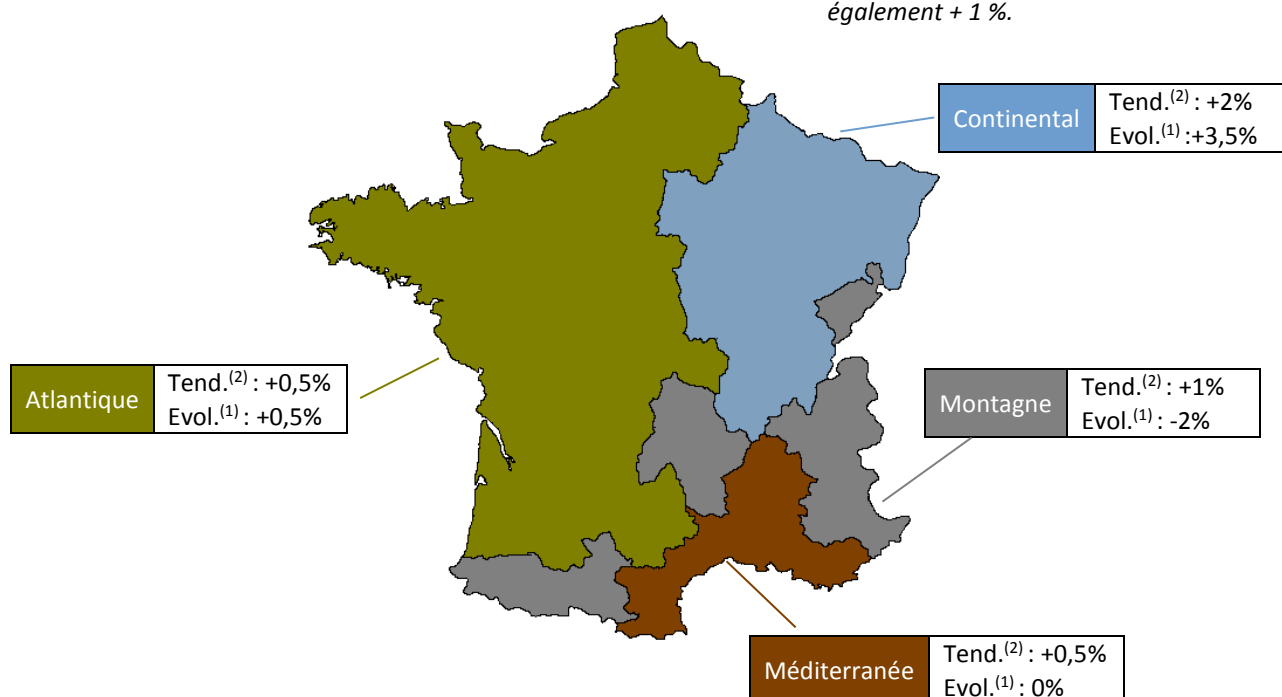 également + 1 %.
Continental
Tend.(2) : +2%
Evol.(1) :+3,5%
Atlantique
Tend.(2) : +0,5%
Evol.(1) : +0,5%
Montagne
Tend.(2) : +1%
Evol.(1) : -2%
Méditerranée
Tend.(2) : +0,5%
Evol.(1) : 0%